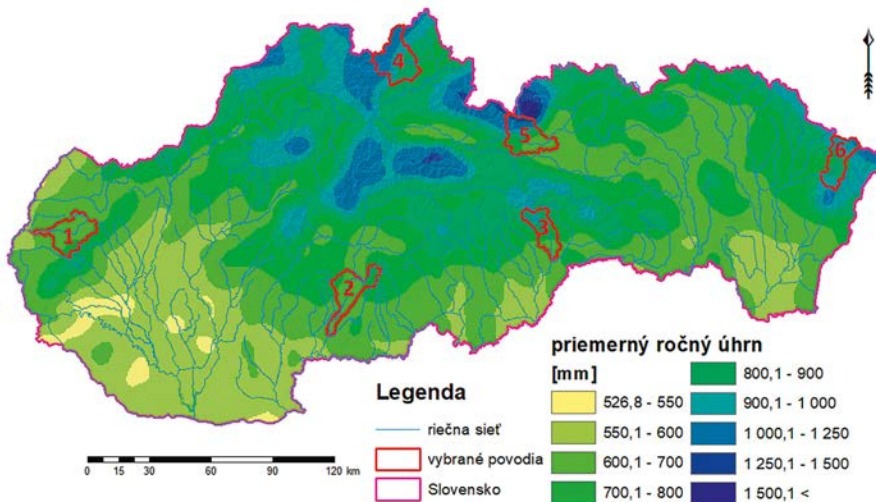 4
5
6
1
3
2
priemerný ročný úhrn
[mm]
Legenda
riečna sieť
vybrané povodia
Slovensko
526,8 - 550
550,1 - 600
600,1 - 700
700,1 - 800
800,1 - 900
900,1 - 1 000
1 000,1 - 1 250
1 250,1 - 1 500
1 500,1 <
0 15 30 60 90 120 km